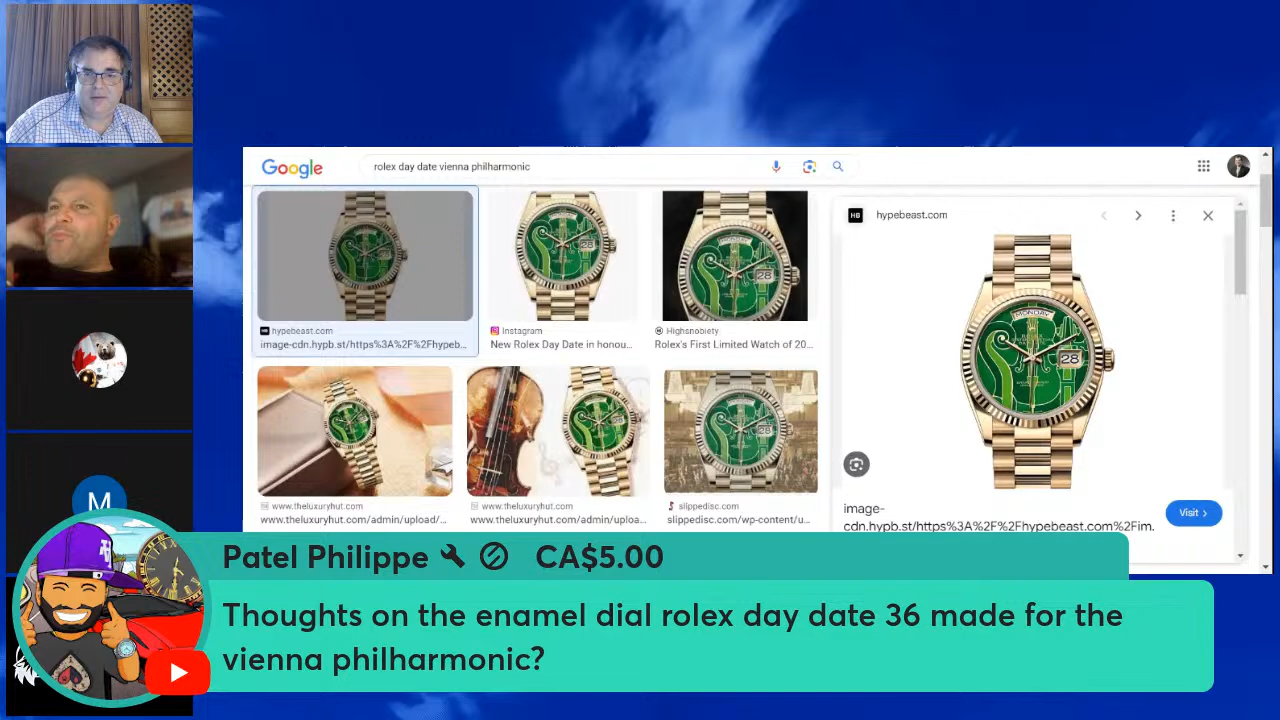 Google
rolex day date vienna philharmonic
HB hypebeast.com
MONDAY
28
hypebeast.com
image-cdn.hypb.st/https%3A%2F%2Fhypeb...
Instagram
New Rolex Day Date in honou...
Highsnobiety
Rolex's First Limited Watch of 20...
www.theluxuryhut.com
www.theluxuryhut.com/admin/upload/...
www.theluxuryhut.com
www.theluxuryhut.com/admin/uploa...
slippedisc.com
slippedisc.com/wp-content/u...
image-
cdn.hypb.st/https%3A%2F%2Fhypebeast.com%2Fim.
Visit
M
Patel Philippe CA$5.00
Thoughts on the enamel dial rolex day date 36 made for the
vienna philharmonic?